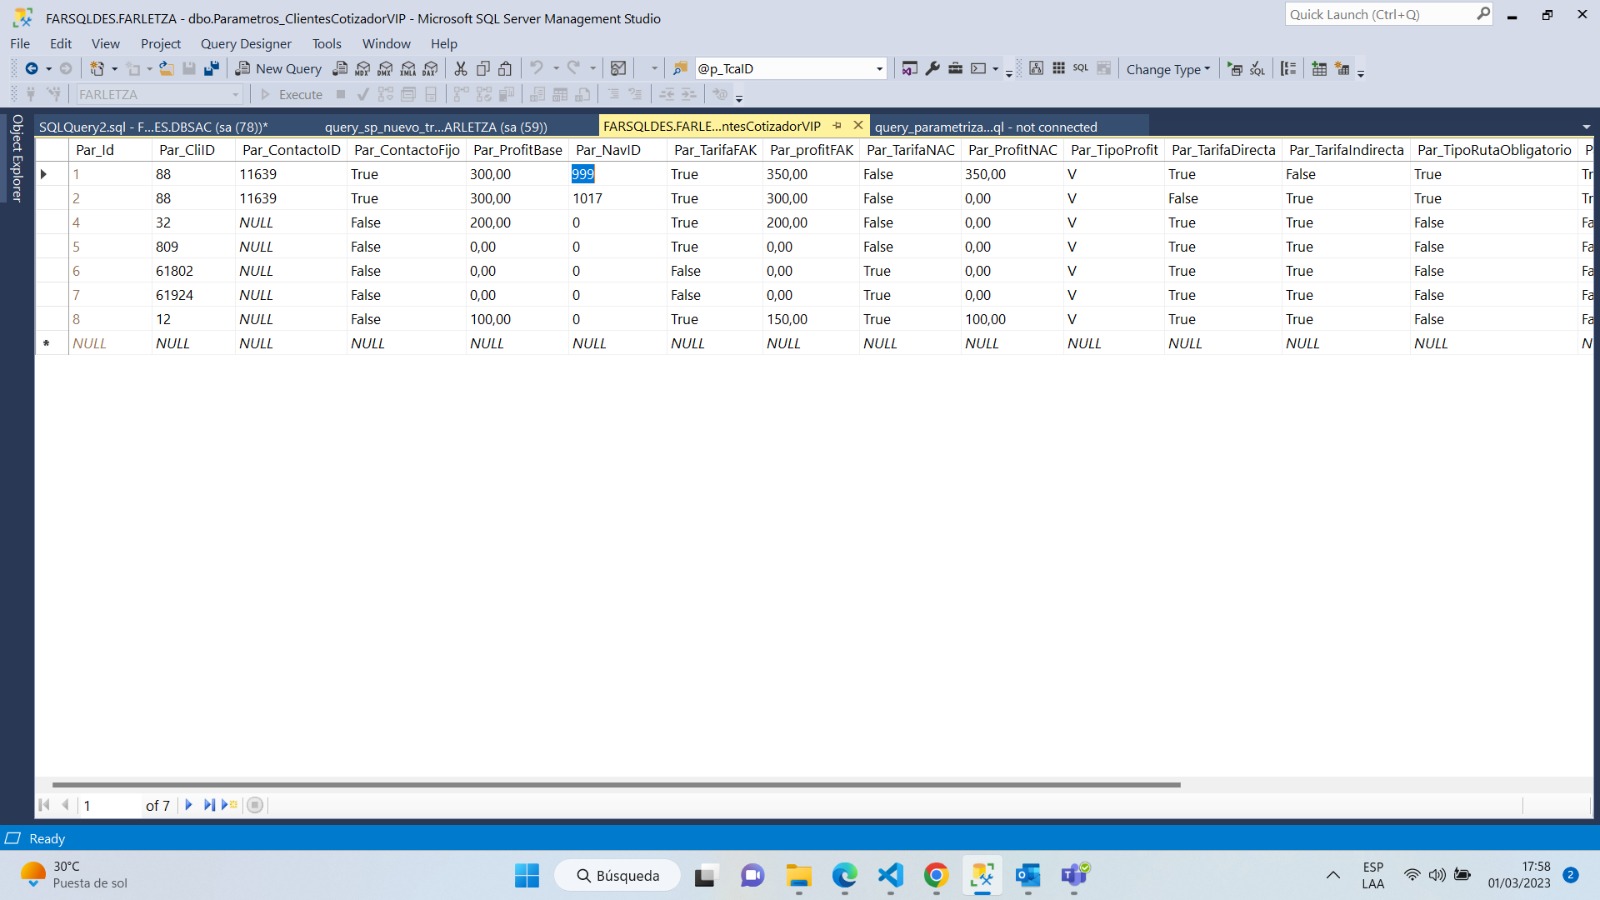 FARSQLDES.FARLETZA - dbo.Parametros_ClientesCotizadorVIP - Microsoft SQL Server Management Studio
Quick Launch (Ctrl+Q)
File Edit View Project Query Designer Tools Window Help
New Query MDX DMX XMLA DAX @p_TcaID SQL Change Type SQL
FARLETZA Execute
Object Explorer
SQLQuery2.sql - F...ES.DBSAC (sa (78))* query_sp_nuevo_tr...ARLETZA (sa (59)) FARSQLDES.FARLE...ntesCotizadorVIP query_parametriza...ql - not connected
Par_Id Par_CliID Par_ContactoID Par_ContactoFijo Par_ProfitBase Par_NavID Par_TarifaFAK Par_profitFAK Par_TarifaNAC Par_ProfitNAC Par_TipoProfit Par_TarifaDirecta Par_TarifaIndirecta Par_TipoRutaObligatorio P
1 88 11639 True 300,00 999 True 350,00 False 350,00 V True False True Tr
2 88 11639 True 300,00 1017 True 300,00 False 0,00 V False True True Tr
4 32 NULL False 200,00 0 True 200,00 False 0,00 V True True False Fa
5 809 NULL False 0,00 0 True 0,00 False 0,00 V True True False Fa
6 61802 NULL False 0,00 0 False 0,00 True 0,00 V True True False Fa
7 61924 NULL False 0,00 0 False 0,00 True 0,00 V True True False Fa
8 12 NULL False 100,00 0 True 150,00 True 100,00 V True True False Fa
* NULL NULL NULL NULL NULL NULL NULL NULL NULL NULL NULL NULL NULL NULL N
1 of 7
Ready
30°C
Puesta de sol
Búsqueda
ESP
LAA
17:58
01/03/2023
2